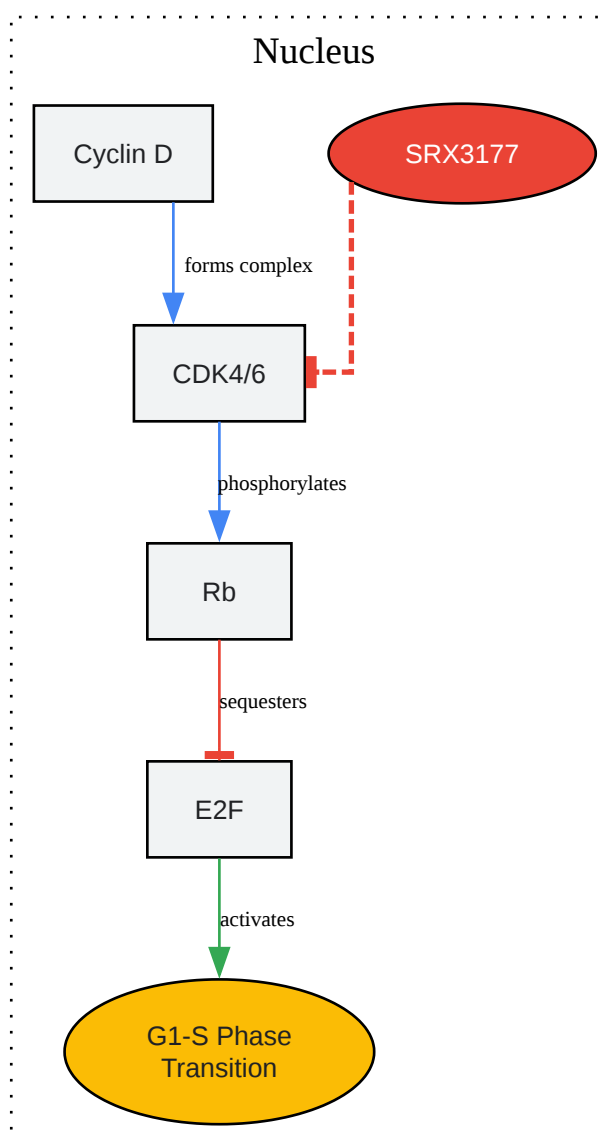 Nucleus
Cyclin D
SRX3177
forms complex
CDK4/6
phosphorylates
Rb
sequesters
E2F
activates
G1-S Phase
Transition